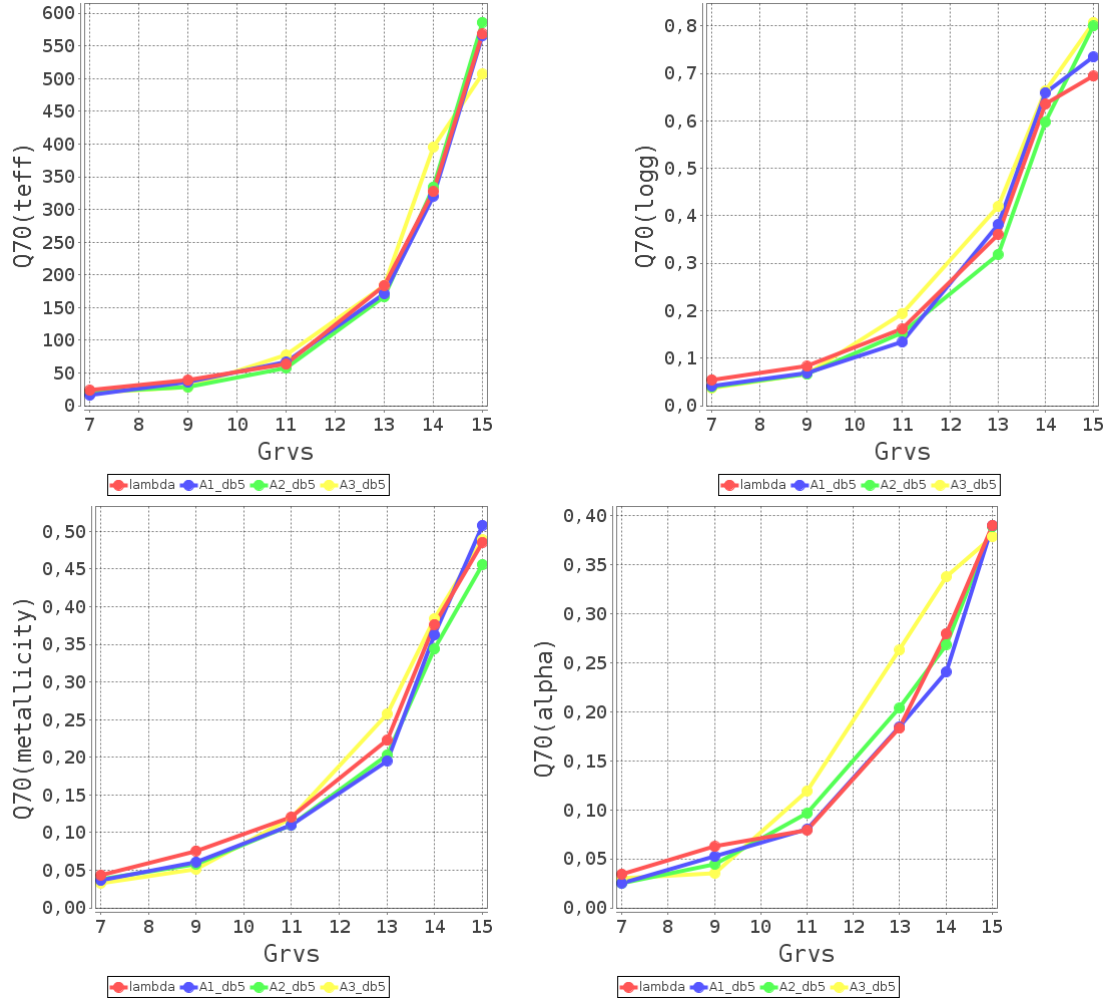 600
550
500
450
400
350
300
250
200
150
100
50
0
Q70(teff)
7 8 9 10 11 12 13 14 15
Grvs
lambda A1_db5 A2_db5 A3_db5
0,8
0,7
0,6
0,5
0,4
0,3
0,2
0,1
0,0
Q70(logg)
7 8 9 10 11 12 13 14 15
Grvs
lambda A1_db5 A2_db5 A3_db5
0,50
0,45
0,40
0,35
0,30
0,25
0,20
0,15
0,10
0,05
0,00
Q70(metallicity)
7 8 9 10 11 12 13 14 15
Grvs
lambda A1_db5 A2_db5 A3_db5
0,40
0,35
0,30
0,25
0,20
0,15
0,10
0,05
0,00
Q70(alpha)
7 8 9 10 11 12 13 14 15
Grvs
lambda A1_db5 A2_db5 A3_db5